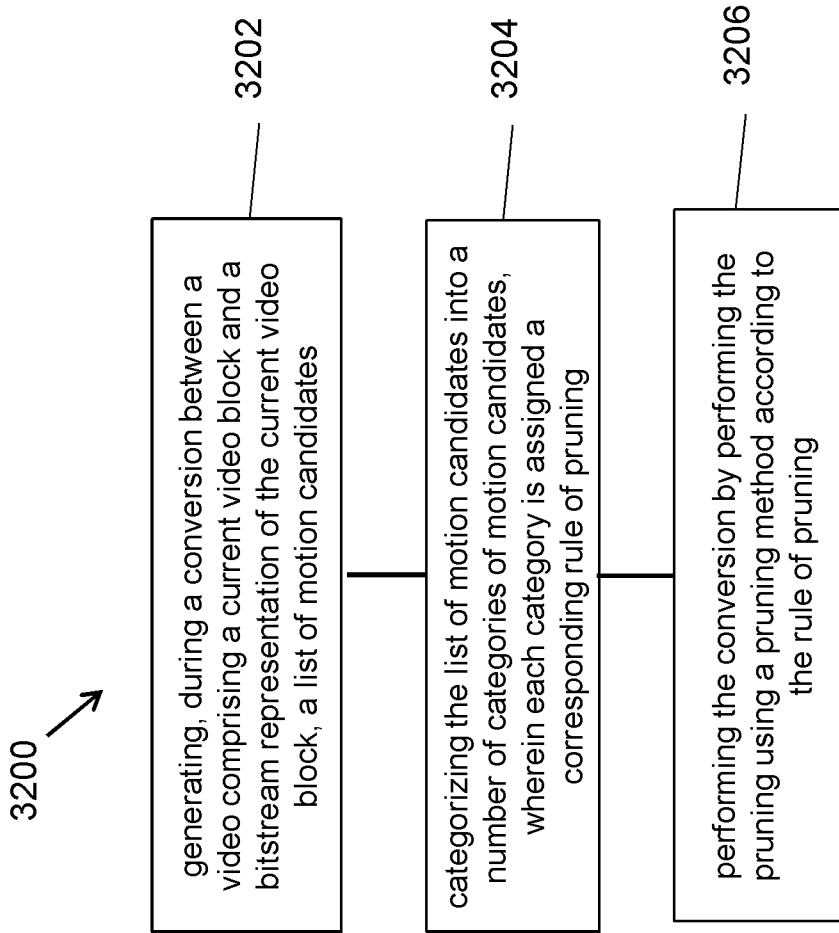 3200
generating, during a conversion between a
video comprising a current video block and a
bitstream representation of the current video
block, a list of motion candidates
3202
categorizing the list of motion candidates into a
number of categories of motion candidates,
wherein each category is assigned a
corresponding rule of pruning
3204
performing the conversion by performing the
pruning using a pruning method according to
the rule of pruning
3206